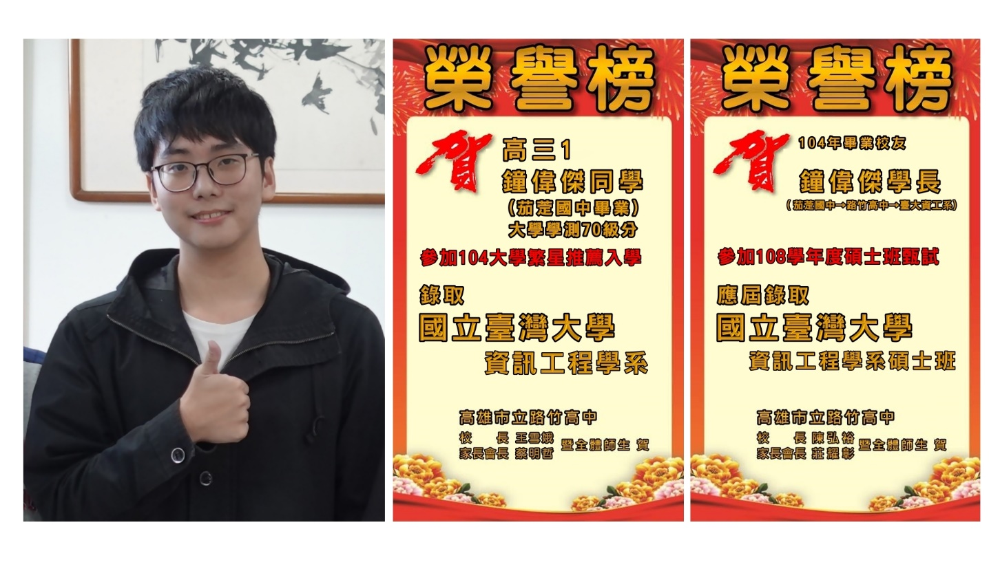 榮譽榜
賀
高三1
鐘偉傑同學
(茄萣國中畢業)
大學學測70級分
參加104大學繁星推薦入學
錄取
國立臺灣大學
資訊工程學系
高雄市立路竹高中
校 長 王雪娥
家長會長 蔡明哲
暨全體師生 賀
榮譽榜
賀
104年畢業校友
鐘偉傑學長
(茄萣國中→路竹高中→臺大資工系)
參加108學年度碩士班甄試
應屆錄取
國立臺灣大學
資訊工程學系碩士班
高雄市立路竹高中
校 長 陳弘裕
家長會長 莊耀彰
暨全體師生 賀